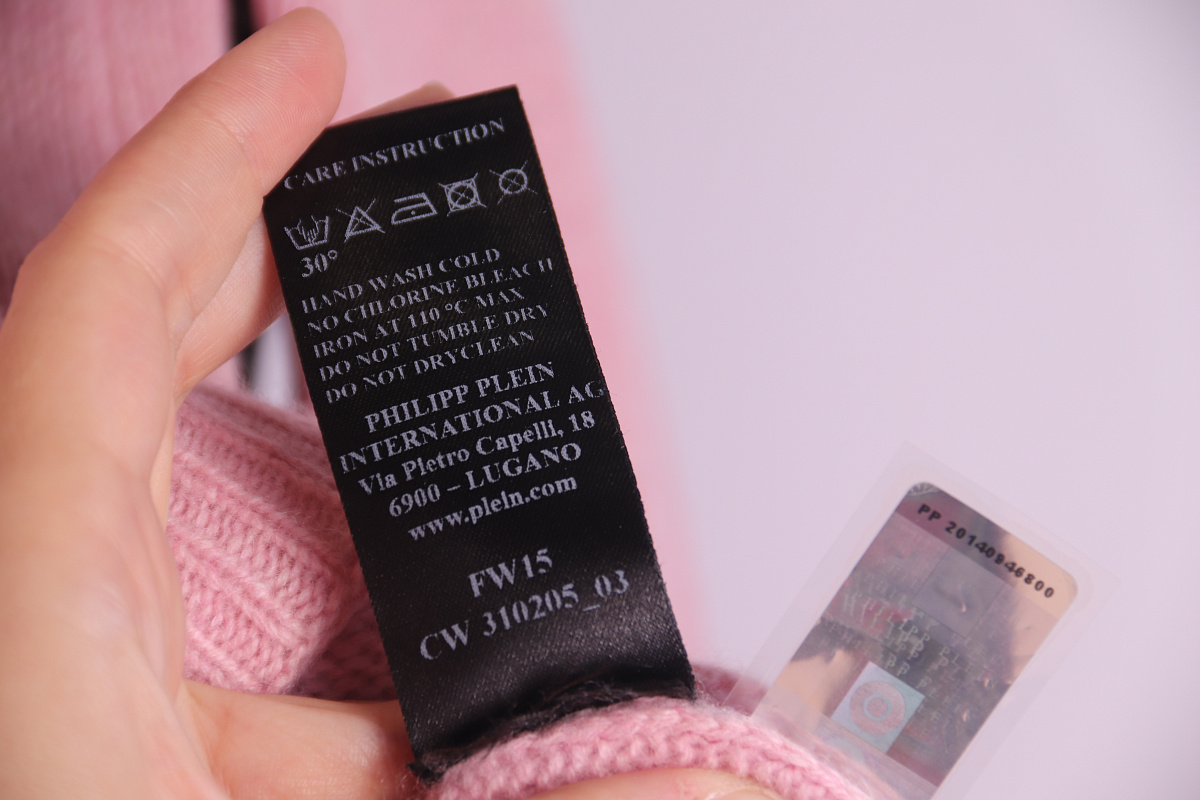 CARE INSTRUCTION
30°
HAND WASH COLD
NO CHLORINE BLEACH
IRON AT 110 °C MAX
DO NOT TUMBLE DRY
DO NOT DRYCLEAN
PHILIPP PLEIN
INTERNATIONAL AG
Via Pietro Capelli, 18
6900 – LUGANO
www.plein.com
FW15
CW 310205_03
PP 20140946800